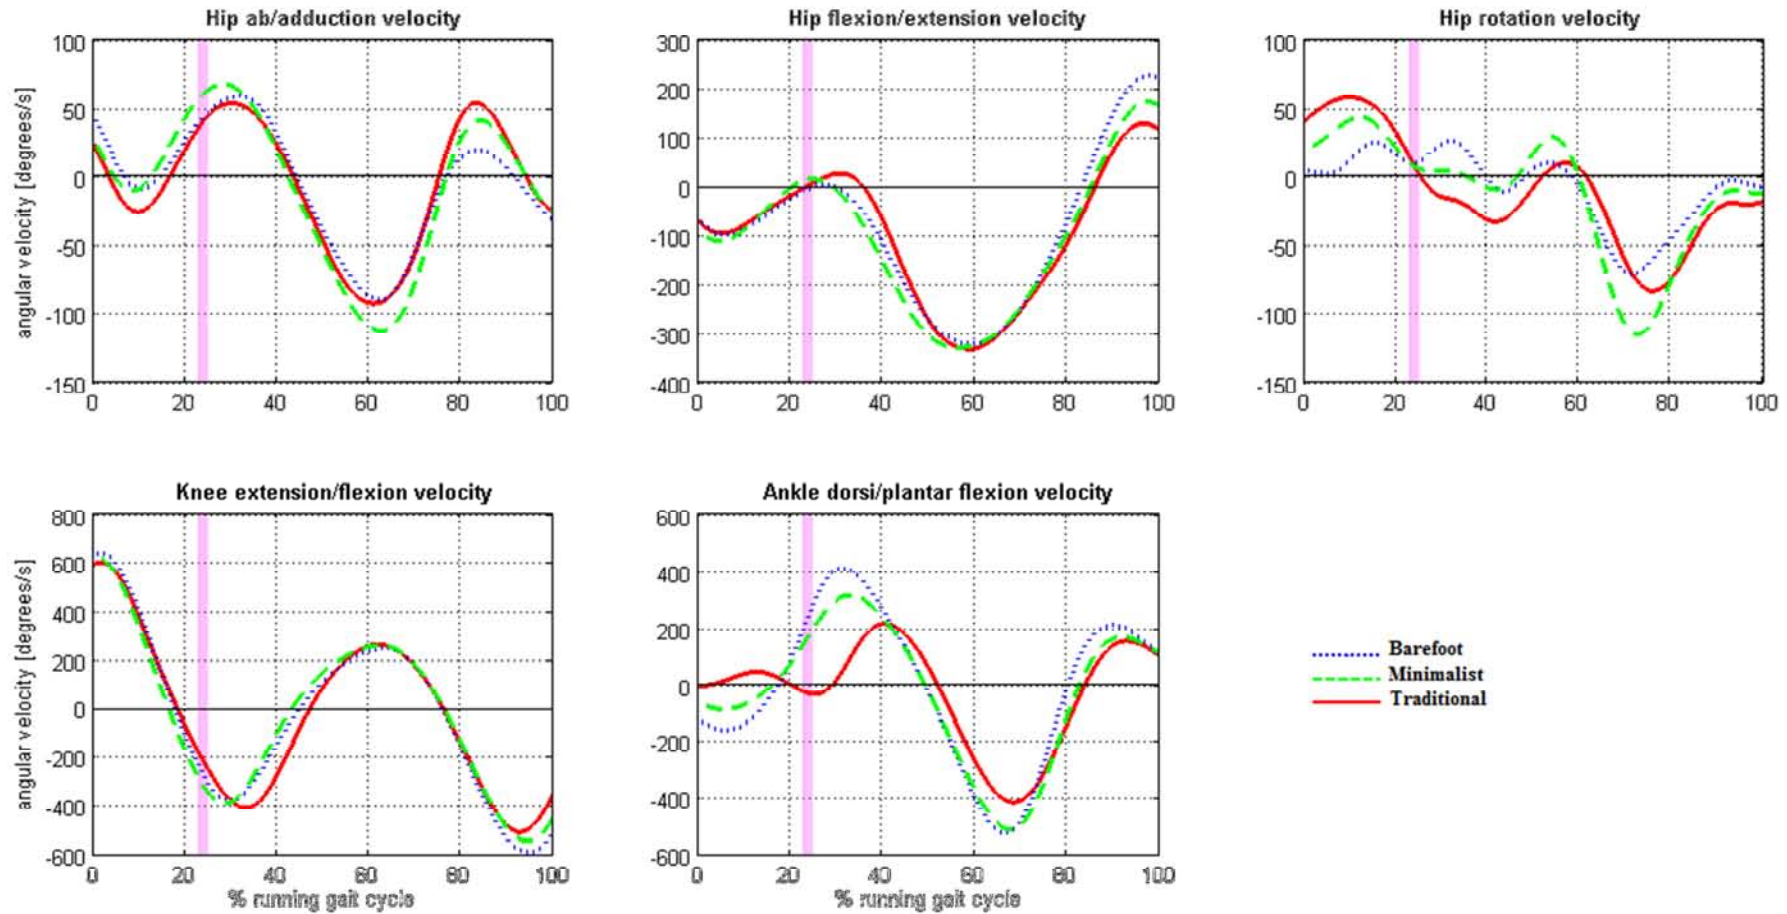 Hip ab/adduction velocity
Hip flexion/extension velocity
Hip rotation velocity
angular velocity [degrees/s]
100
50
0
-50
-100
-150
0 20 40 60 80 100
300
200
100
0
-100
-200
-300
-400
0 20 40 60 80 100
100
50
0
-50
-100
-150
0 20 40 60 80 100
Knee extension/flexion velocity
Ankle dorsi/plantar flexion velocity
angular velocity [degrees/s]
800
600
400
200
0
-200
-400
-600
0 20 40 60 80 100
% running gait cycle
600
400
200
0
-200
-400
-600
0 20 40 60 80 100
% running gait cycle
Barefoot
Minimalist
Traditional